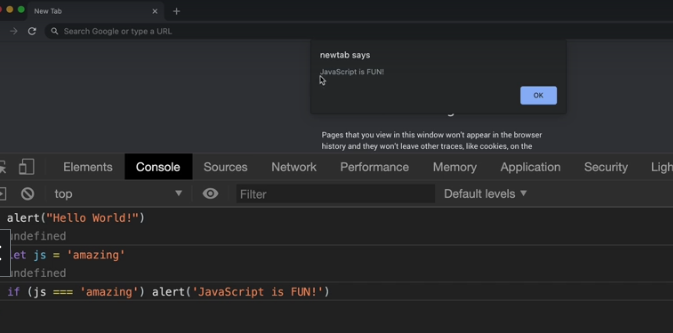 New Tab
Search Google or type a URL
newtab says
JavaScript is FUN!
OK
Pages that you view in this window won't appear in the browser
history and they won't leave other traces, like cookies, on the
Elements Console Sources Network Performance Memory Application Security Ligh
top Filter Default levels
alert("Hello World!")
undefined
let js = 'amazing'
undefined
if (js === 'amazing') alert('JavaScript is FUN!')